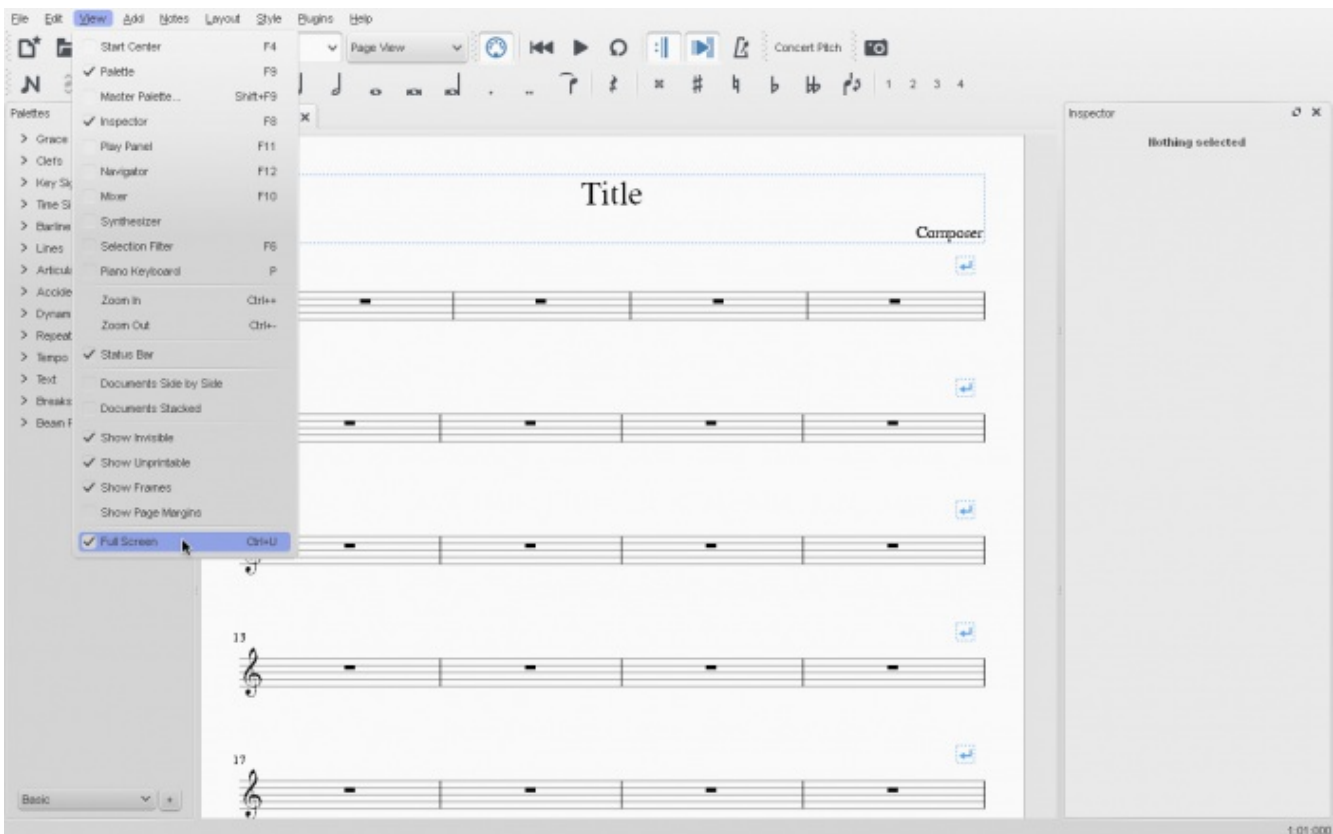 File Edit View Add Notes Layout Style Plugins Help
Start Center F4
Page View
Concert Pitch
Palette F9
Master Palette... Shift+F9
1 2 3 4
Palettes
Inspector F8
Inspector
Grace
Play Panel F11
Nothing selected
Clefs
Navigator F12
Key Sig
Mixer F10
Title
Time Si
Synthesizer
Barline
Composer
Lines
Selection Filter F6
Articula
Piano Keyboard P
Accide
Zoom In Ctrl++
Dynam
Zoom Out Ctrl+-
Repeat
Tempo
Status Bar
Text
Documents Side by Side
Breaks
Documents Stacked
Beam P
Show Invisible
Show Unprintable
Show Frames
Show Page Margins
Full Screen Ctrl+U
13
17
Basic
+
1:01:000